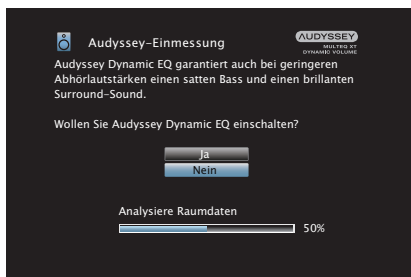 Audyssey-Einmessung
AUDYSSEY
MULTEQ XT
DYNAMIC VOLUME
Audyssey Dynamic EQ garantiert auch bei geringeren
Abhörlautstärken einen satten Bass und einen brillanten
Surround-Sound.
Wollen Sie Audyssey Dynamic EQ einschalten?
Ja
Nein
Analysiere Raumdaten
50%